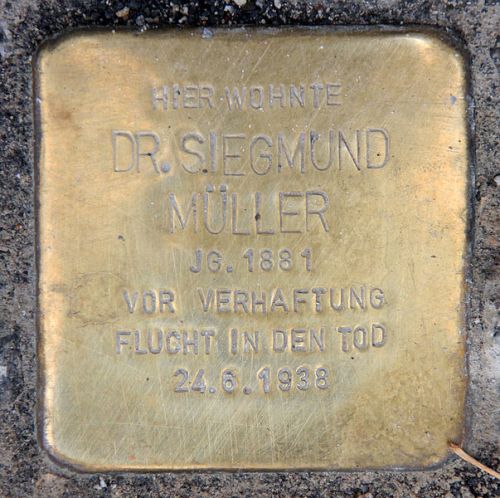 HIER WOHNTE
DR. SIEGMUND
MÜLLER
JG. 1881
VOR VERHAFTUNG
FLUCHT IN DEN TOD
24.6.1938